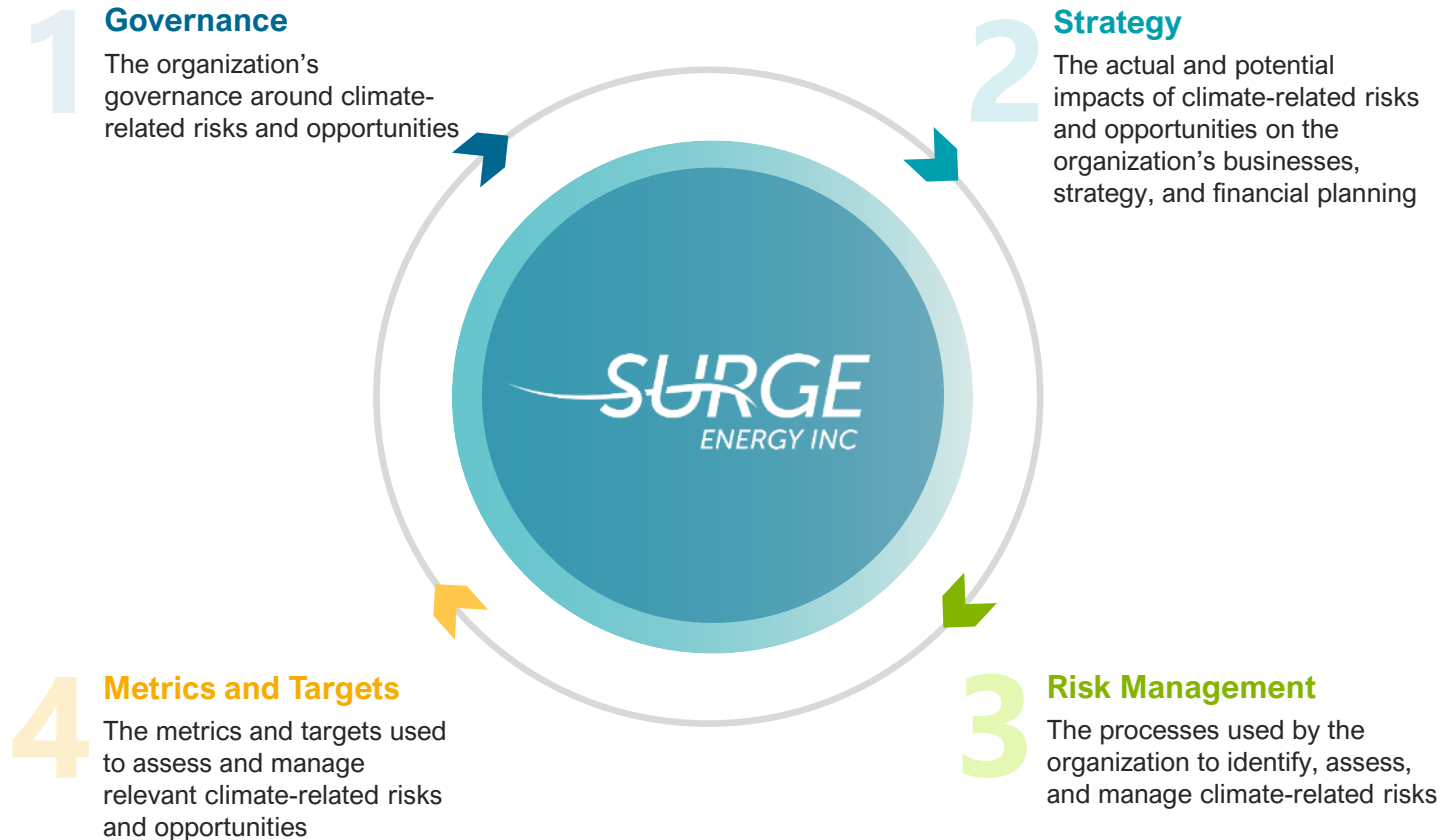 1
Governance
The organization’s
governance around climate-
related risks and opportunities
2
Strategy
The actual and potential
impacts of climate-related risks
and opportunities on the
organization’s businesses,
strategy, and financial planning
SURGE
ENERGY INC
4
Metrics and Targets
The metrics and targets used
to assess and manage
relevant climate-related risks
and opportunities
3
Risk Management
The processes used by the
organization to identify, assess,
and manage climate-related risks